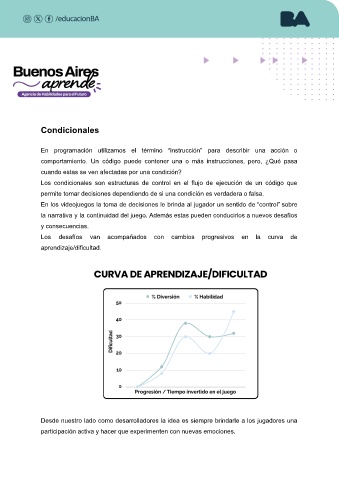 /educacionBA
BA
Buenos Aires
aprende
Agencia de Habilidades para el Futuro
Condicionales
En programación utilizamos el término “instrucción” para describir una acción o
comportamiento. Un código puede contener una o más instrucciones, pero, ¿Qué pasa
cuando estas se ven afectadas por una condición?
Los condicionales son estructuras de control en el flujo de ejecución de un código que
permite tomar decisiones dependiendo de si una condición es verdadera o falsa.
En los videojuegos la toma de decisiones le brinda al jugador un sentido de “control” sobre
la narrativa y la continuidad del juego. Además estas pueden conducirlos a nuevos desafíos
y consecuencias.
Los desafíos van acompañados con cambios progresivos en la curva de
aprendizaje/dificultad.
CURVA DE APRENDIZAJE/DIFICULTAD
% Diversión % Habilidad
50
40
30
20
10
0
Dificultad
Progresión / Tiempo invertido en el juego
Desde nuestro lado como desarrolladores la idea es siempre brindarle a los jugadores una
participación activa y hacer que experimenten con nuevas emociones.